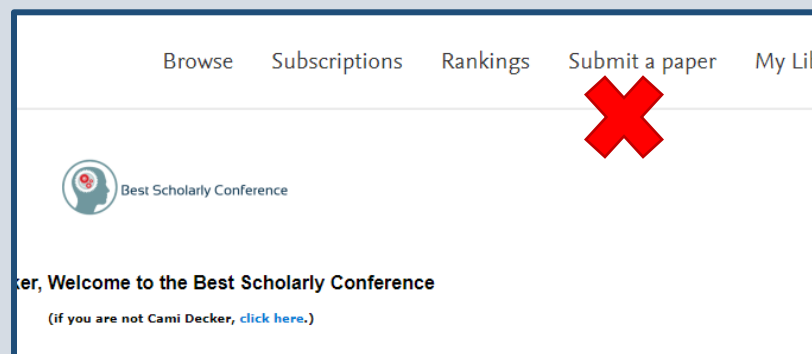 Browse Subscriptions Rankings Submit a paper My Li
Best Scholarly Conference
ker, Welcome to the Best Scholarly Conference
(if you are not Cami Decker, click here.)